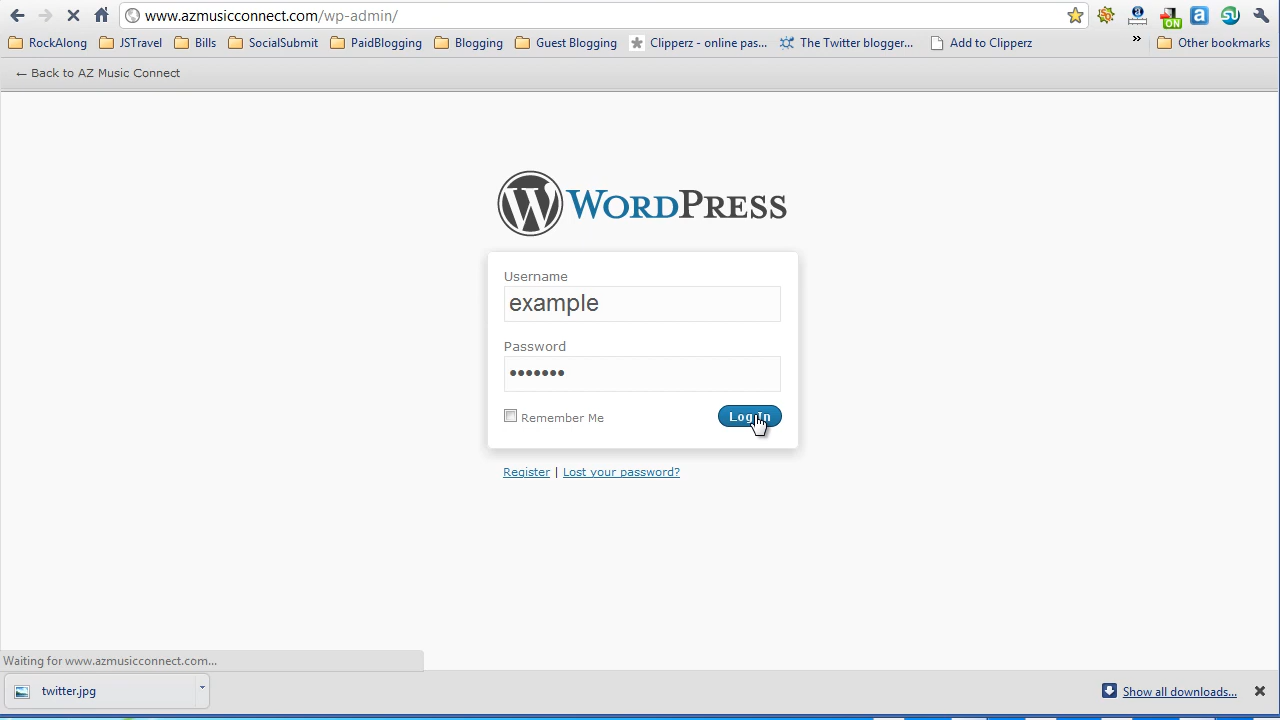 www.azmusicconnect.com/wp-admin/
ON
RockAlong JSTravel Bills SocialSubmit PaidBlogging Blogging Guest Blogging Clipperz - online pas... The Twitter blogger... Add to Clipperz » Other bookmarks
← Back to AZ Music Connect
WORDPRESS
Username
example
Password
•••••••
Remember Me
Log In
Register | Lost your password?
Waiting for www.azmusicconnect.com...
twitter.jpg
Show all downloads...